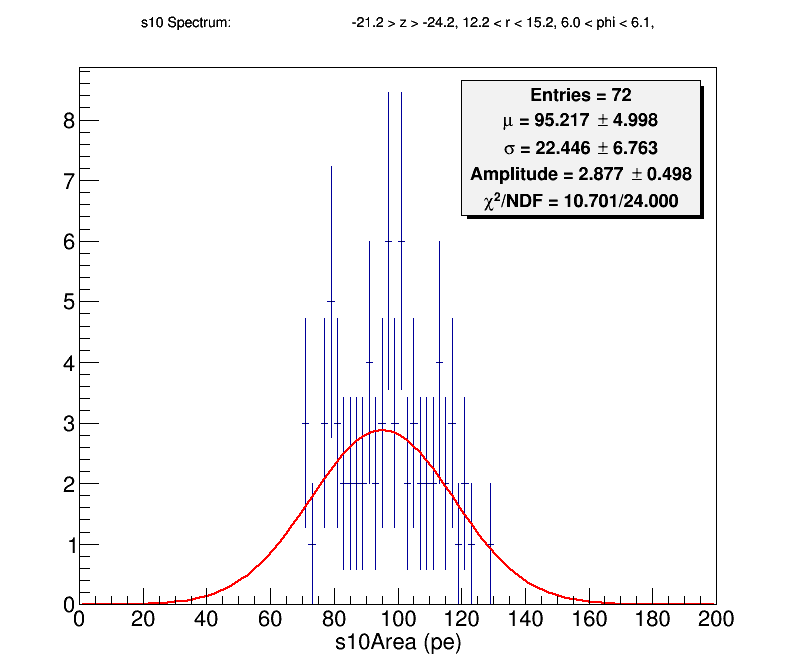 s10 Spectrum: -21.2 > z > -24.2, 12.2 < r < 15.2, 6.0 < phi < 6.1,
Entries = 72
μ = 95.217 ± 4.998
σ = 22.446 ± 6.763
Amplitude = 2.877 ± 0.498
χ²/NDF = 10.701/24.000
8
7
6
5
4
3
2
1
0
0 20 40 60 80 100 120 140 160 180 200
s10Area (pe)